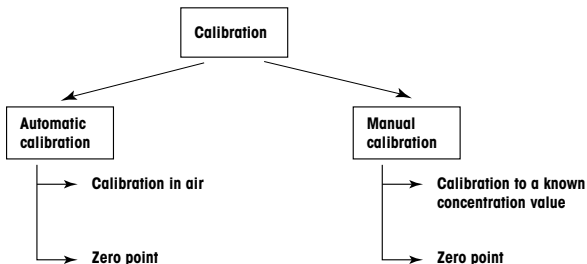 Calibration
Automatic
calibration
Manual
calibration
Calibration in air
Calibration to a known
concentration value
Zero point
Zero point